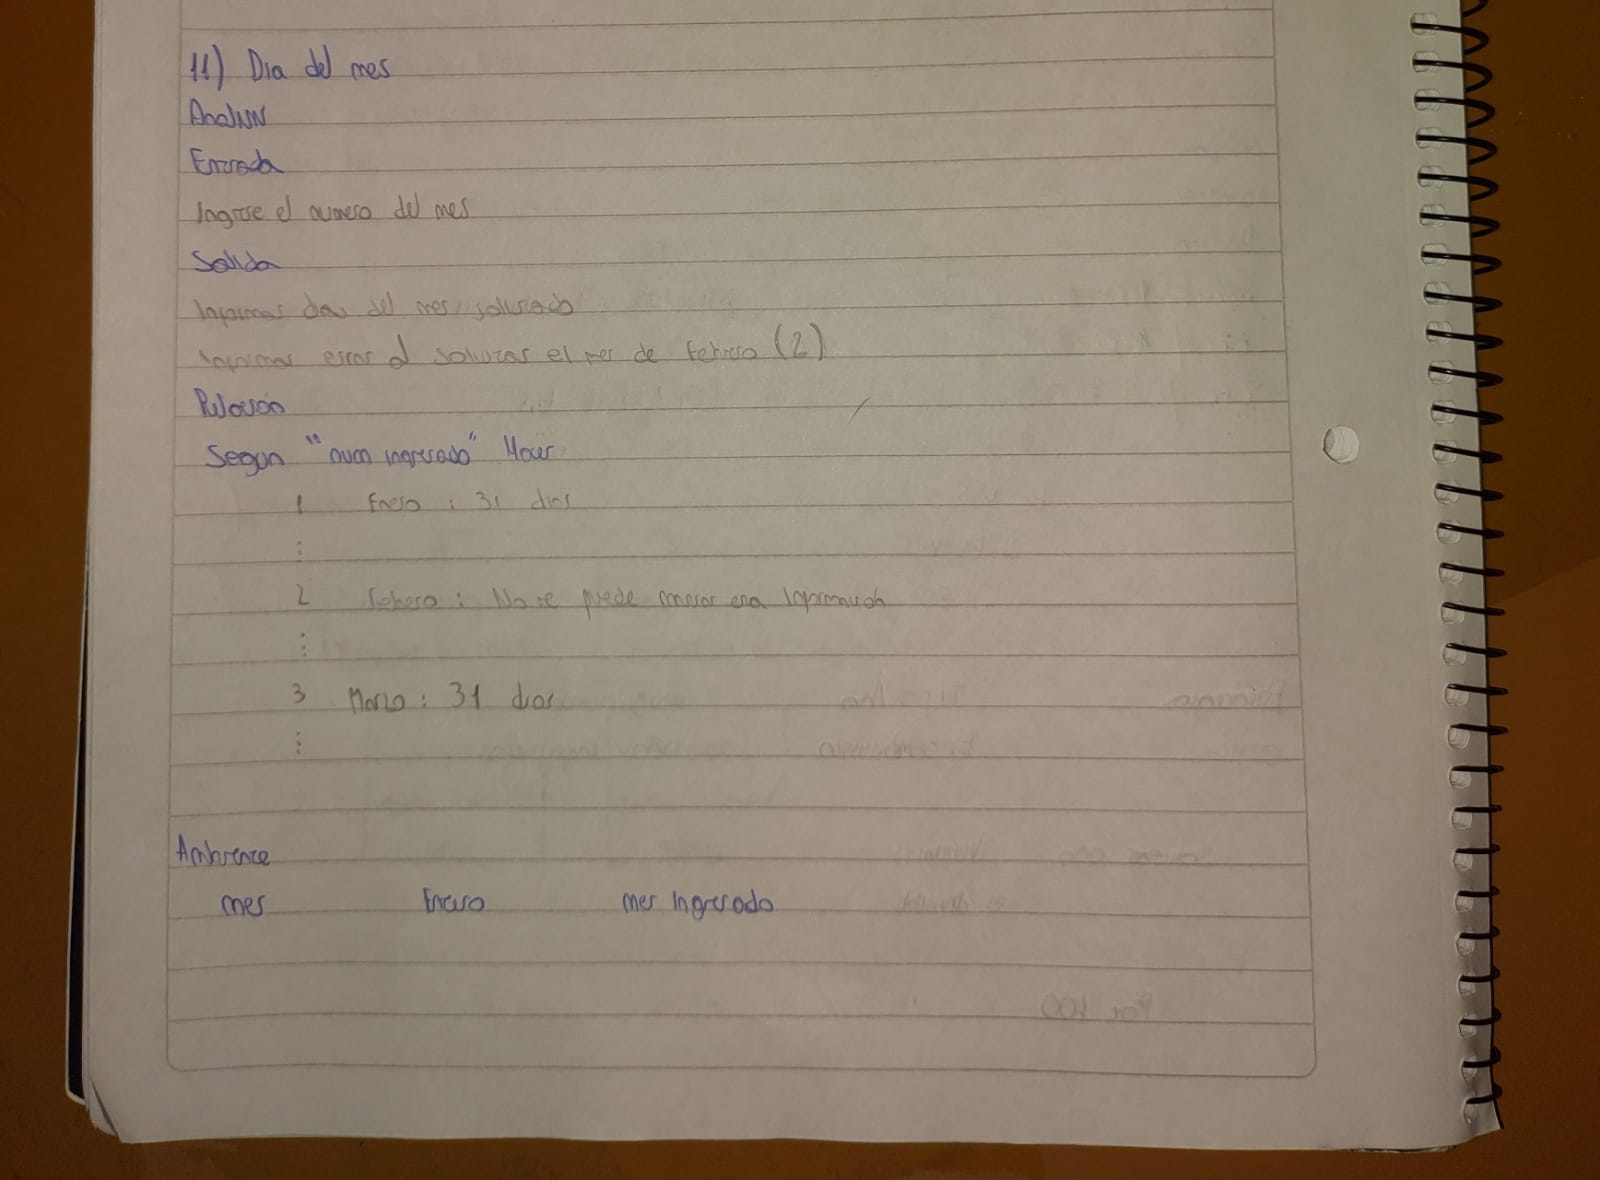 11) Dia del mes
Analisis
Entrada
Ingrese el numero del mes
Salida
Imprimir dias del mes solicitado
Imprimir error al solicitar el mes de febrero (2)
Relacion
Segun "num ingresado" Hacer
1 Enero : 31 dias
⋮
2 Febrero : No se puede mostrar esa Informacion
⋮
3 Marzo : 31 dias
⋮
Ambiente
mes Entero mes Ingresado